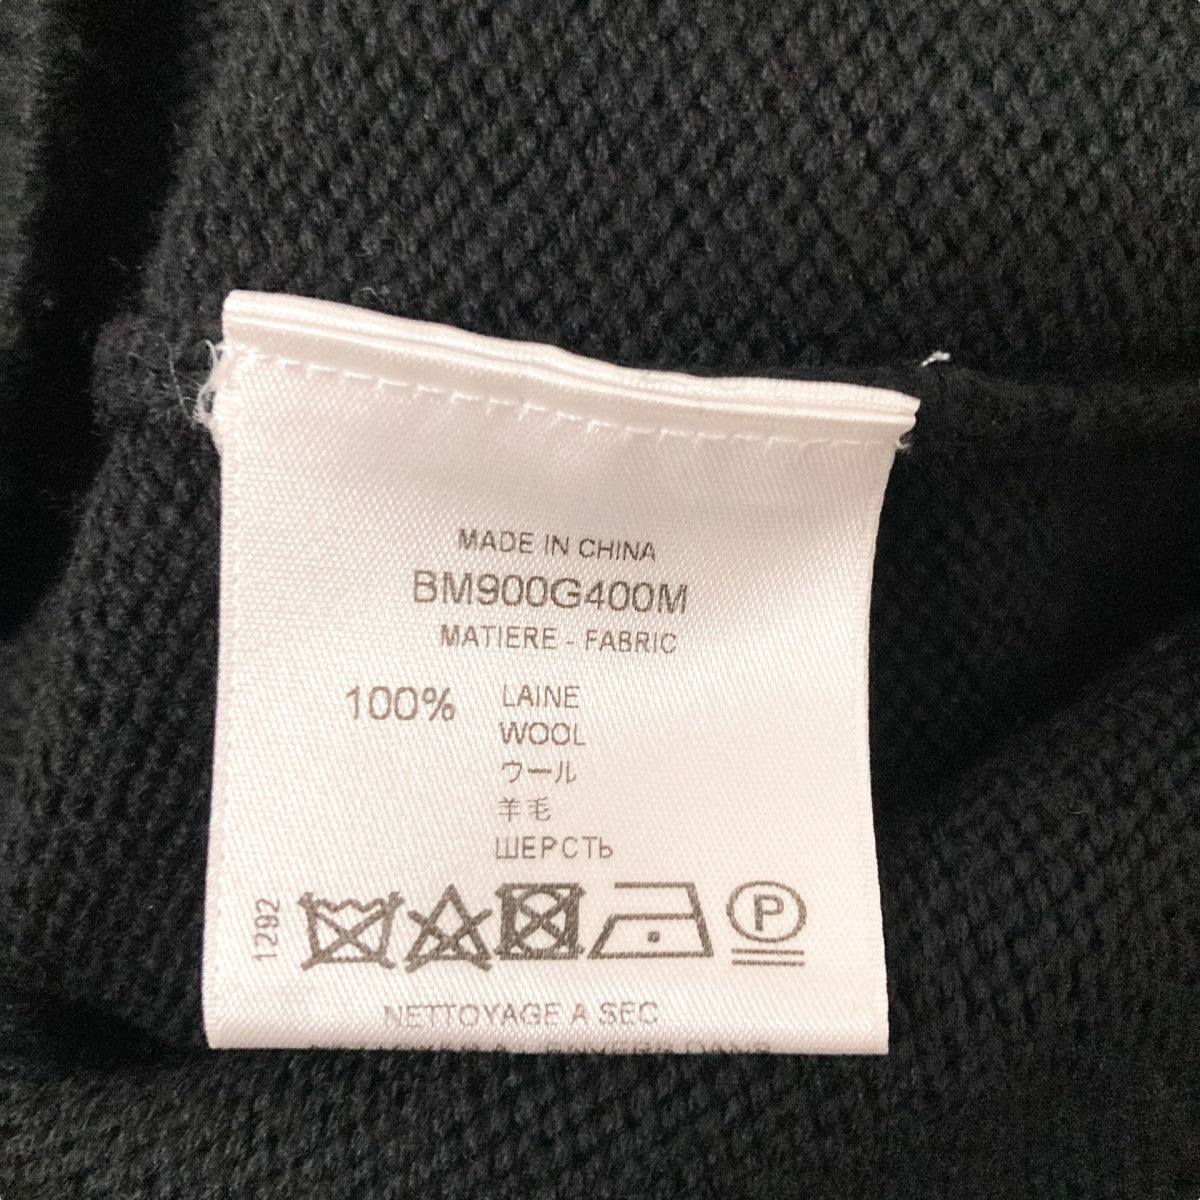 MADE IN CHINA
BM900G400M
MATIERE - FABRIC
100% LAINE
WOOL
ウール
羊毛
ШЕРСТЬ
1292
P
NETTOYAGE A SEC